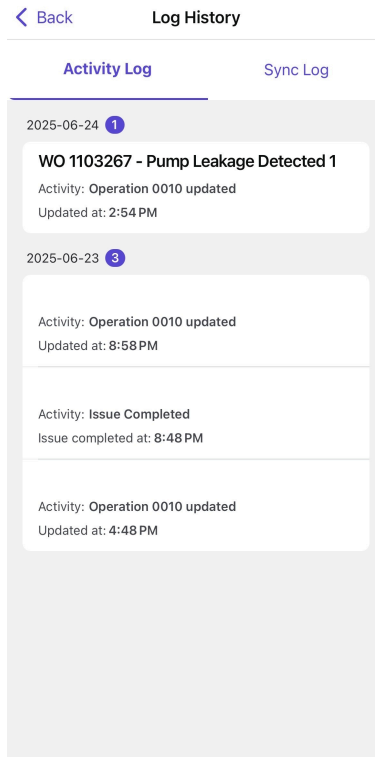 Back
Log History
Activity Log
Sync Log
2025-06-24 1
WO 1103267 - Pump Leakage Detected 1
Activity: Operation 0010 updated
Updated at: 2:54 PM
2025-06-23 3
Activity: Operation 0010 updated
Updated at: 8:58 PM
Activity: Issue Completed
Issue completed at: 8:48 PM
Activity: Operation 0010 updated
Updated at: 4:48 PM